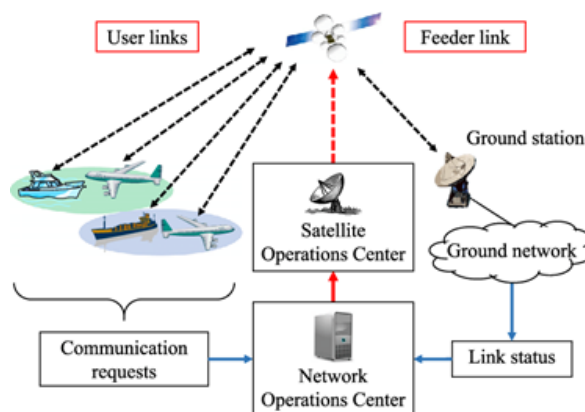 User links
Feeder link
Ground station
Satellite
Operations Center
Ground network
Communication
requests
Network
Operations Center
Link status